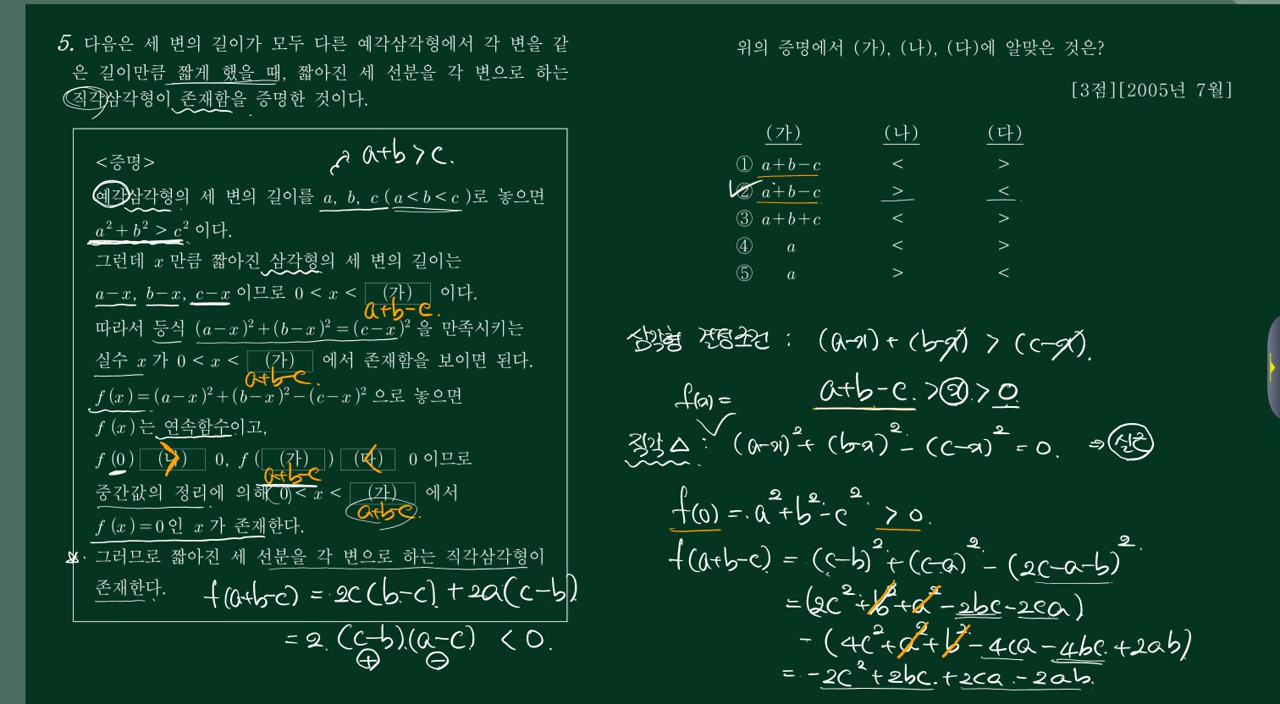 5. 다음은 세 변의 길이가 모두 다른 예각삼각형에서 각 변을 같
은 길이만큼 짧게 했을 때, 짧아진 세 선분을 각 변으로 하는
직각삼각형이 존재함을 증명한 것이다.
a+b>c.
<증명>
예각삼각형의 세 변의 길이를 a, b, c (a<b<c)로 놓으면
a²+b²>c² 이다.
그런데 x만큼 짧아진 삼각형의 세 변의 길이는
a-x, b-x, c-x 이므로 0<x< (가) 이다.
a+b-c.
따라서 등식 (a-x)²+(b-x)²=(c-x)² 을 만족시키는
실수 x가 0<x< (가) 에서 존재함을 보이면 된다.
a+b-c.
f(x)=(a-x)²+(b-x)²-(c-x)² 으로 놓으면
f(x)는 연속함수이고,
f(0) (나) > 0, f( (가) ) (다) < 0 이므로
a+b-c
중간값의 정리에 의해 0<x< (가) 에서
a+b-c
f(x)=0인 x가 존재한다.
그러므로 짧아진 세 선분을 각 변으로 하는 직각삼각형이
존재한다.
f(a+b-c) = 2c(b-c)+2a(c-b)
= 2.(c-b).(a-c) < 0.
⊕ ⊖
위의 증명에서 (가), (나), (다)에 알맞은 것은?
[3점][2005년 7월]
(가) (나) (다)
① a+b-c < >
② a+b-c > <
③ a+b+c < >
④ a < >
⑤ a > <
삼각형 결정조건 : (a-x)+(b-x) > (c-x).
a+b-c. > x > 0.
f(x)=
직각△ : (a-x)²+(b-x)²-(c-x)²=0. ⇒ 실근
f(0) = a²+b²-c² > 0.
f(a+b-c) = (c-b)²+(c-a)²-(2c-a-b)²
=(2c²+b²+a²-2bc-2ca)
-(4c²+a²+b²-4ca-4bc+2ab)
= -2c²+2bc.+2ca.-2ab.